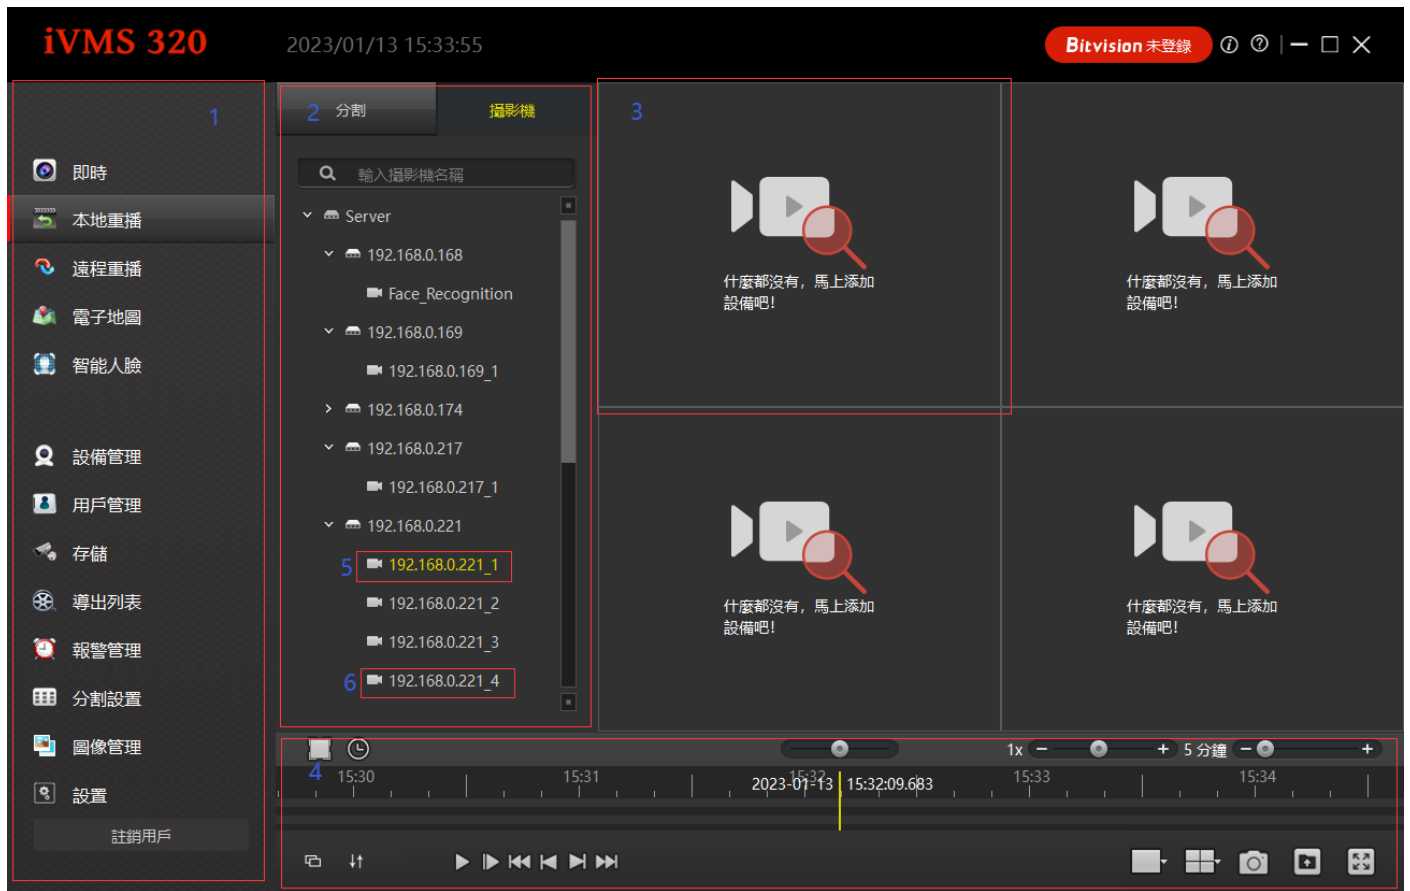 iVMS 320
2023/01/13 15:33:55
Bitvision 未登錄
1
即時
本地重播
遠程重播
電子地圖
智能人臉
設備管理
用戶管理
存儲
導出列表
報警管理
分割設置
圖像管理
設置
註銷用戶
2
分割
攝影機
輸入攝影機名稱
Server
192.168.0.168
Face_Recognition
192.168.0.169
192.168.0.169_1
192.168.0.174
192.168.0.217
192.168.0.217_1
192.168.0.221
5
192.168.0.221_1
192.168.0.221_2
192.168.0.221_3
6
192.168.0.221_4
3
什麼都沒有，馬上添加
設備吧！
什麼都沒有，馬上添加
設備吧！
什麼都沒有，馬上添加
設備吧！
什麼都沒有，馬上添加
設備吧！
1x
5 分鐘
4
15:30
15:31
15:32
15:33
15:34
2023-01-13 15:32:09.683